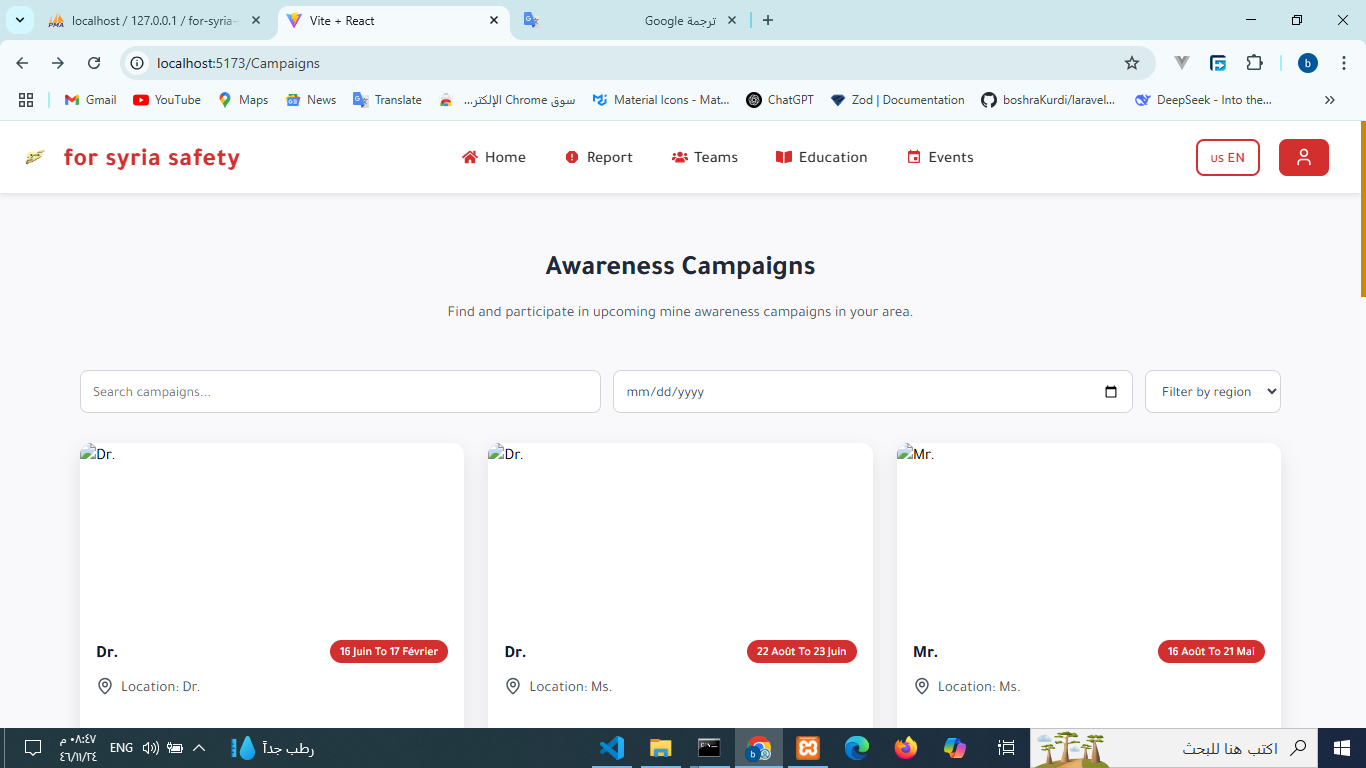 localhost / 127.0.0.1 / for-syria-
Vite + React
ترجمة Google
localhost:5173/Campaigns
b
Gmail
YouTube
Maps
News
Translate
سوق Chrome الإلكتر...
Material Icons - Mat...
ChatGPT
Zod | Documentation
boshraKurdi/laravel...
DeepSeek - Into the...
for syria safety
Home
Report
Teams
Education
Events
us EN
Awareness Campaigns
Find and participate in upcoming mine awareness campaigns in your area.
Search campaigns...
mm/dd/yyyy
Filter by region
Dr.
Dr.
Mr.
Dr.
16 Juin To 17 Février
Dr.
22 Août To 23 Juin
Mr.
16 Août To 21 Mai
Location: Dr.
Location: Ms.
Location: Ms.
٠٨:٤٧ م
٤٦/١١/٢٤
ENG
رطب جداً
اكتب هنا للبحث